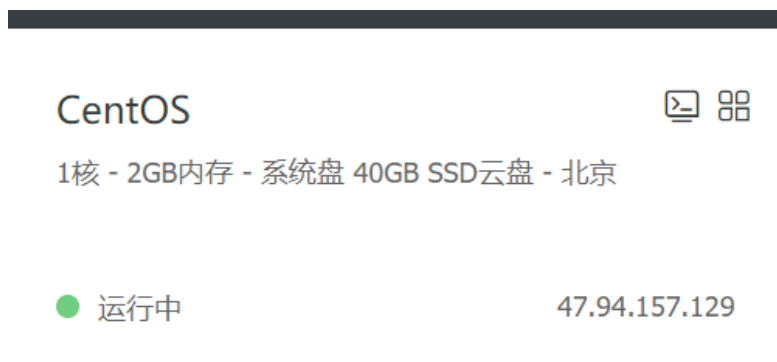 CentOS
1核 - 2GB内存 - 系统盘 40GB SSD云盘 - 北京
运行中 47.94.157.129